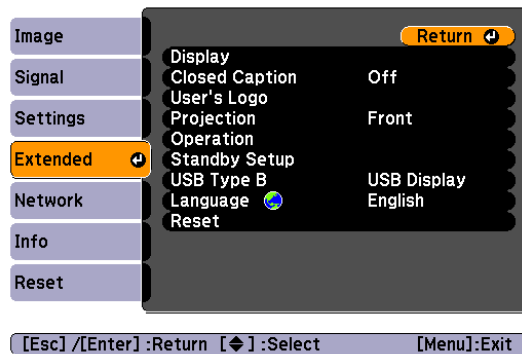 Image
Signal
Settings
Extended
Network
Info
Reset
Return
Display
Closed Caption Off
User's Logo
Projection Front
Operation
Standby Setup
USB Type B USB Display
Language English
Reset
[Esc] /[Enter] :Return [◆] :Select [Menu]:Exit